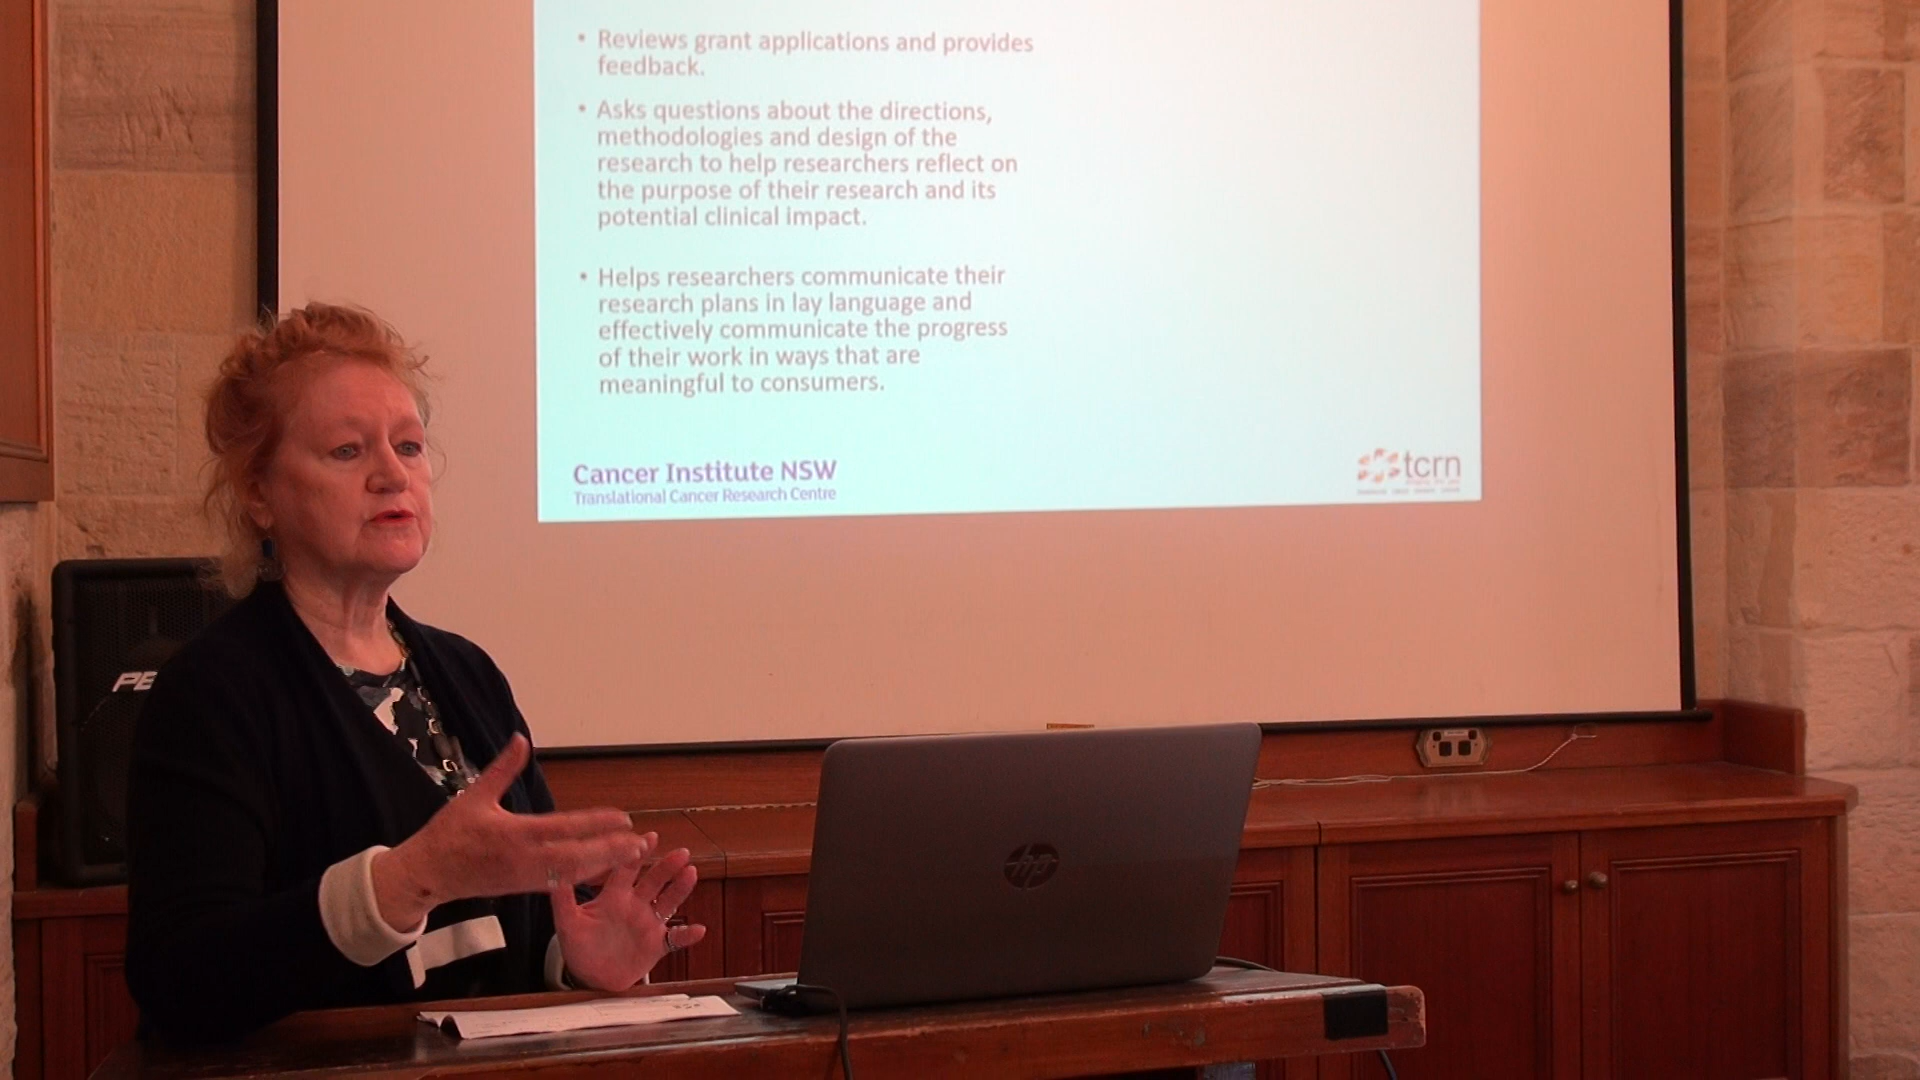 • Reviews grant applications and provides
feedback.
• Asks questions about the directions,
methodologies and design of the
research to help researchers reflect on
the purpose of their research and its
potential clinical impact.
• Helps researchers communicate their
research plans in lay language and
effectively communicate the progress
of their work in ways that are
meaningful to consumers.
Cancer Institute NSW
Translational Cancer Research Centre
tcrn
PE
hp